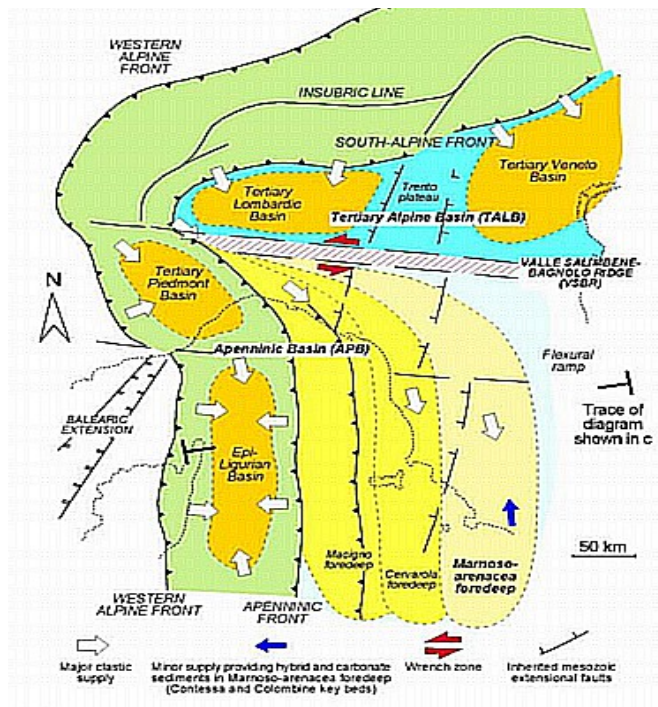 WESTERN
ALPINE
FRONT
INSUBRIC LINE
SOUTH-ALPINE FRONT
Tertiary Veneto
Basin
Tertiary
Lombardic
Basin
Trento
plateau
Tertiary Alpine Basin (TALB)
VALLE SALIMBENE-
BAGNOLO RIDGE
(VSBR)
N
Tertiary
Piedmont
Basin
Apenninic Basin (APB)
Flexural
ramp
BALEARIC
EXTENSION
Trace of
diagram
shown in c
Epi-
Ligurian
Basin
50 km
Macigno
foredeep
Cervarola
foredeep
Marnoso-
arenacea
foredeep
WESTERN
ALPINE FRONT
APENNINIC
FRONT
Major clastic
supply
Minor supply providing hybrid and carbonate
sediments in Marnoso-arenacea foredeep
(Contessa and Colombine key beds)
Wrench zone
Inherited mesozoic
extensional faults